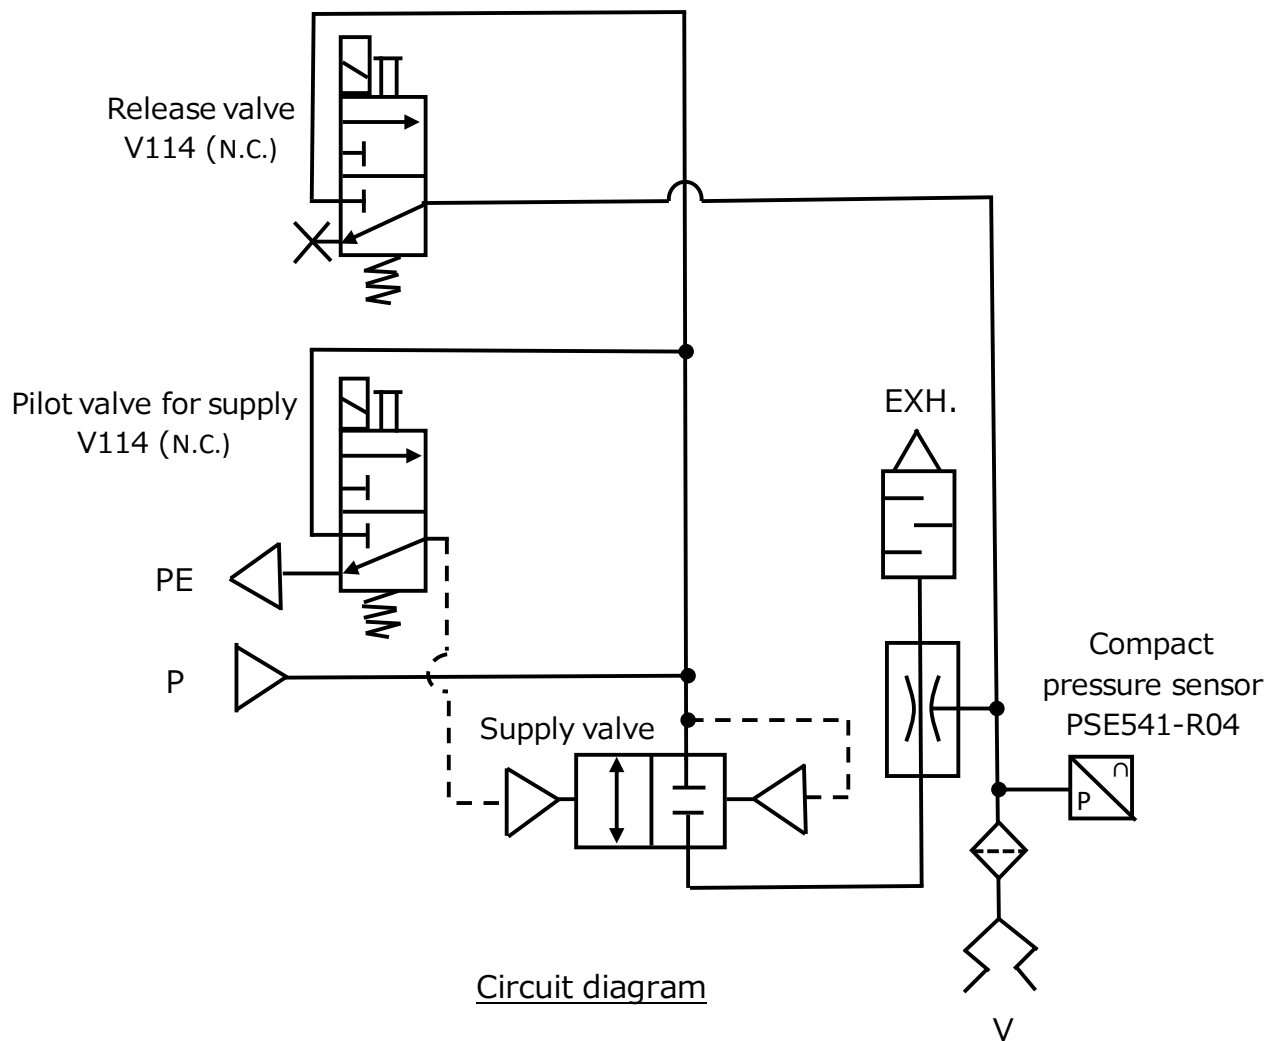 Release valve
V114 (N.C.)
Pilot valve for supply
V114 (N.C.)
EXH.
PE
P
Compact
pressure sensor
PSE541-R04
Supply valve
P
Circuit diagram
V